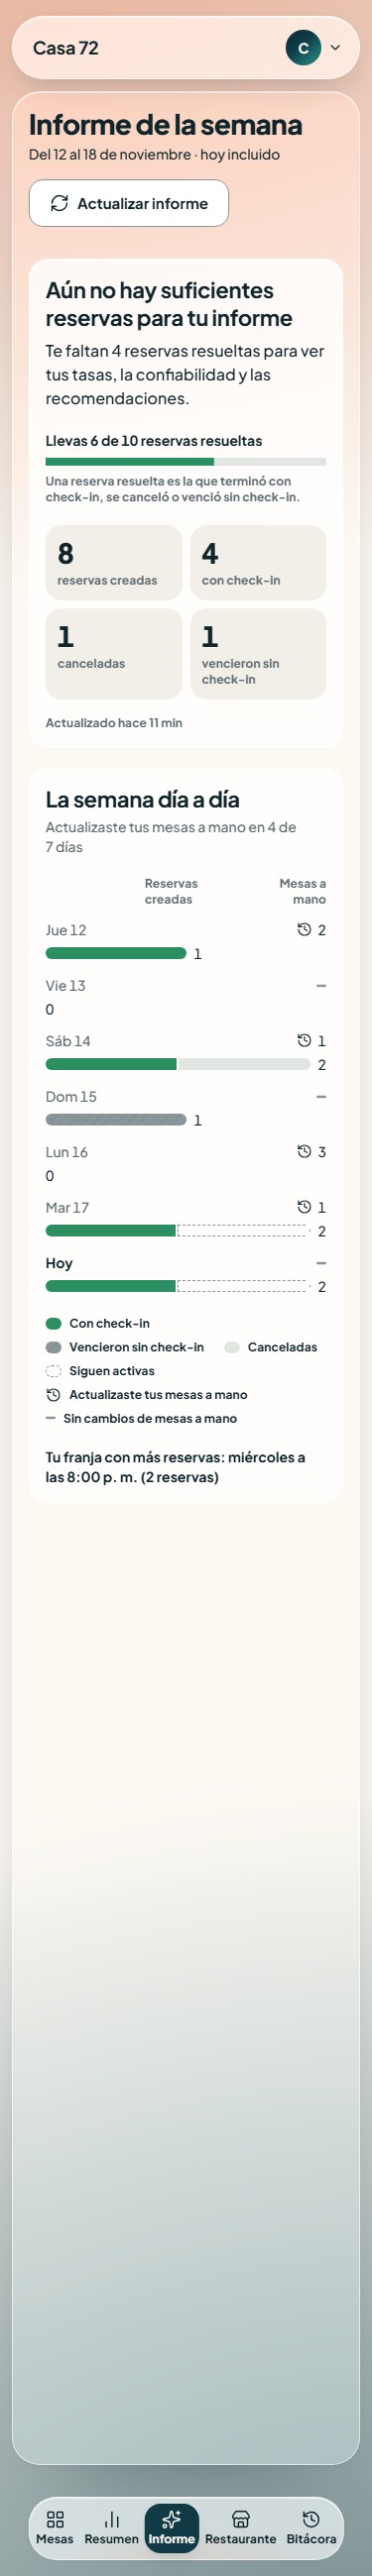 Casa 72
C
Informe de la semana
Del 12 al 18 de noviembre · hoy incluido
Actualizar informe
Aún no hay suficientes
reservas para tu informe
Te faltan 4 reservas resueltas para ver
tus tasas, la confiabilidad y las
recomendaciones.
Llevas 6 de 10 reservas resueltas
Una reserva resuelta es la que terminó con
check-in, se canceló o venció sin check-in.
8
reservas creadas
4
con check-in
1
canceladas
1
vencieron sin
check-in
Actualizado hace 11 min
La semana día a día
Actualizaste tus mesas a mano en 4 de
7 días
Reservas
creadas
Mesas a
mano
Jue 12
2
1
Vie 13
–
0
Sáb 14
1
2
Dom 15
–
1
Lun 16
3
0
Mar 17
1
2
Hoy
–
2
Con check-in
Vencieron sin check-in
Canceladas
Siguen activas
Actualizaste tus mesas a mano
– Sin cambios de mesas a mano
Tu franja con más reservas: miércoles a
las 8:00 p. m. (2 reservas)
Mesas
Resumen
Informe
Restaurante
Bitácora